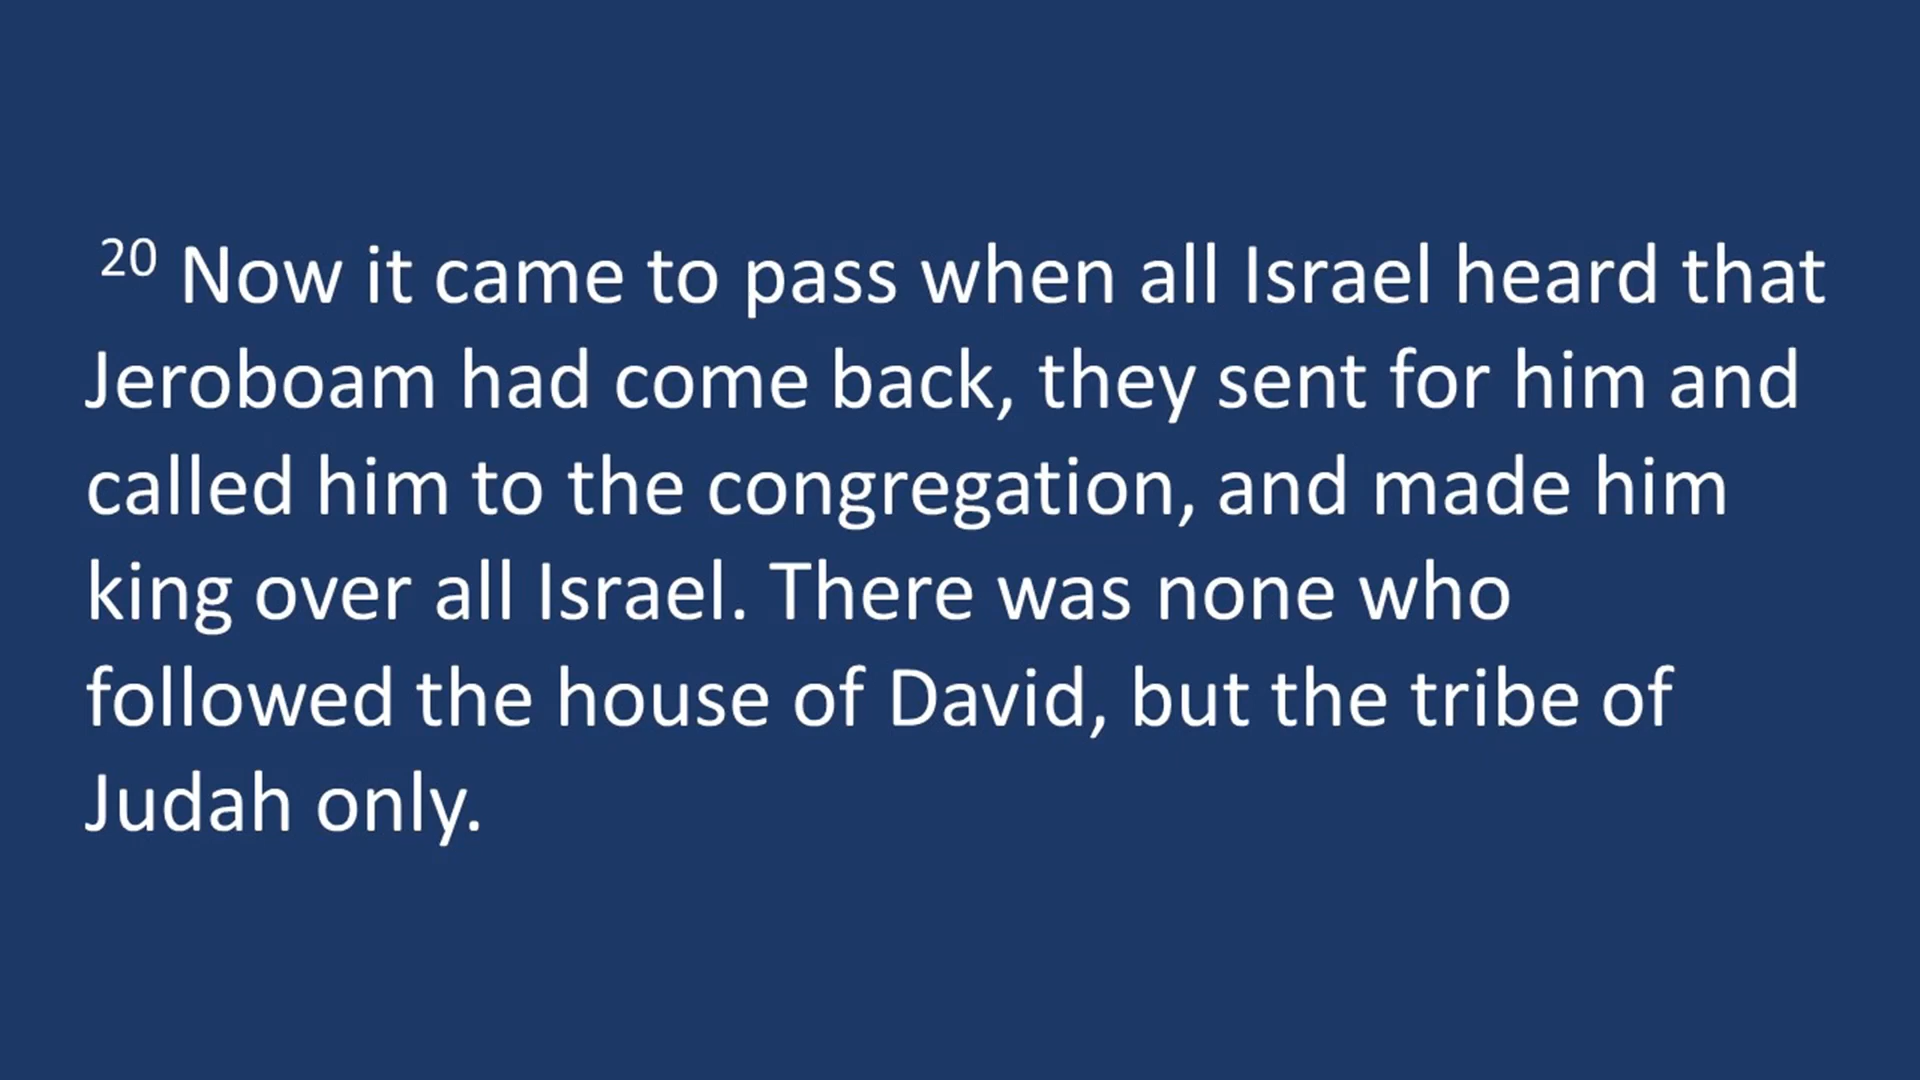 20 Now it came to pass when all Israel heard that
Jeroboam had come back, they sent for him and
called him to the congregation, and made him
king over all Israel. There was none who
followed the house of David, but the tribe of
Judah only.